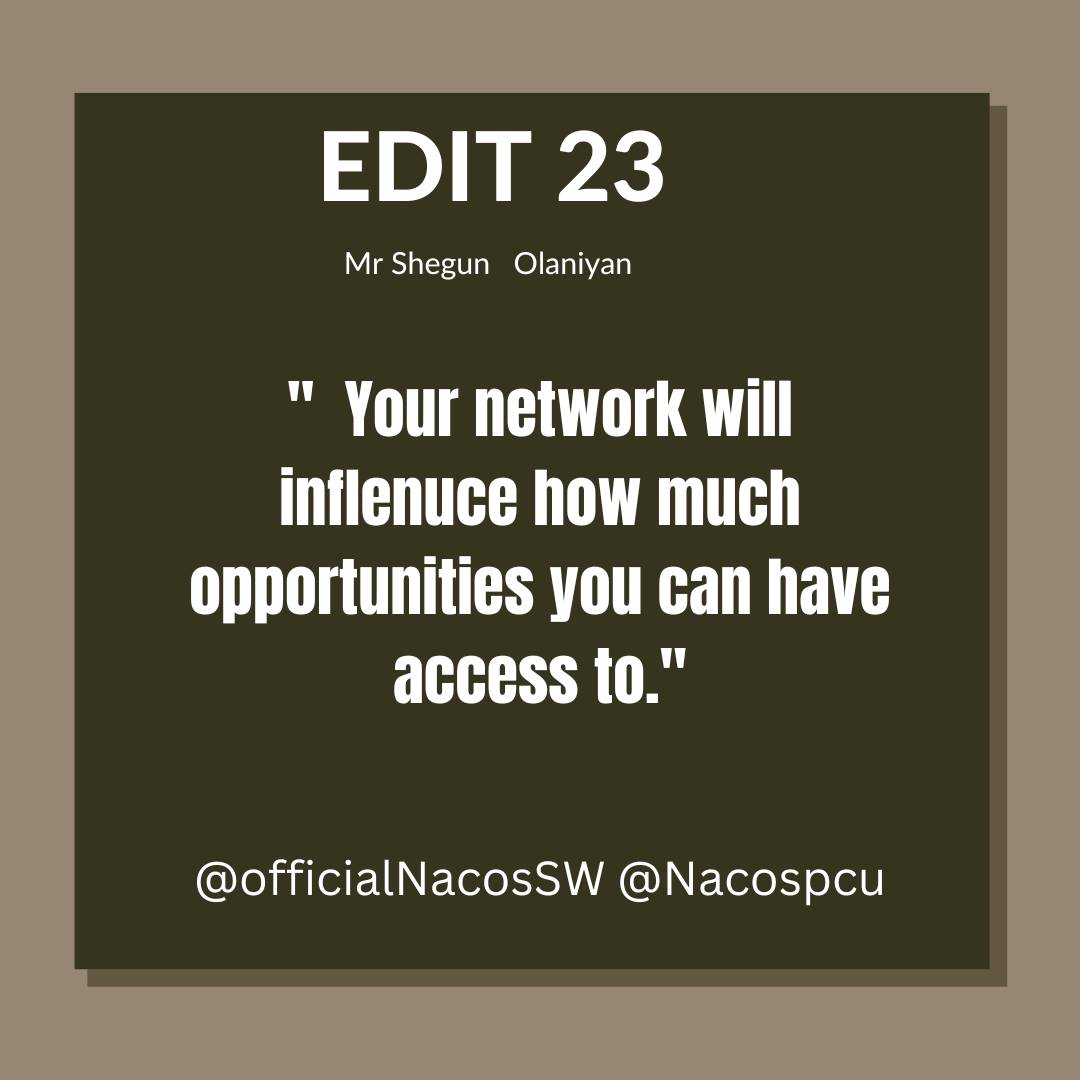 EDIT 23
Mr Shegun   Olaniyan
"  Your network will
inflenuce how much
opportunities you can have
access to."
@officialNacosSW @Nacospcu